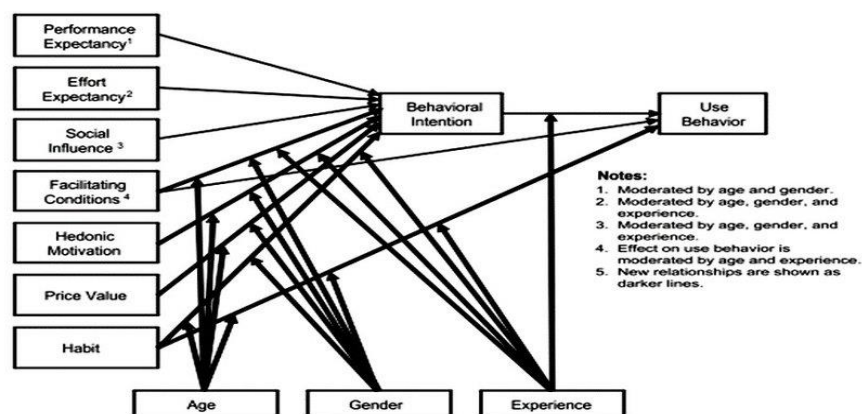 Performance
Expectancy1
Effort
Expectancy2
Social
Influence 3
Facilitating
Conditions 4
Hedonic
Motivation
Price Value
Habit
Behavioral
Intention
Use
Behavior
Notes:
1. Moderated by age and gender.
2. Moderated by age, gender, and
experience.
3. Moderated by age, gender, and
experience.
4. Effect on use behavior is
moderated by age and experience.
5. New relationships are shown as
darker lines.
Age
Gender
Experience